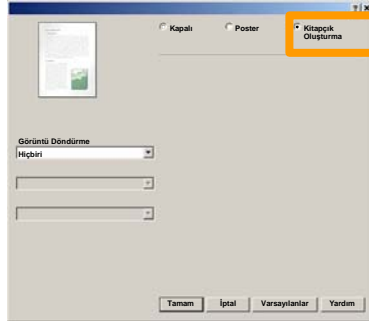 Kapalı Poster Kitapçık
Oluşturma
Görüntü Döndürme
Hiçbiri
Tamam İptal Varsayılanlar Yardım